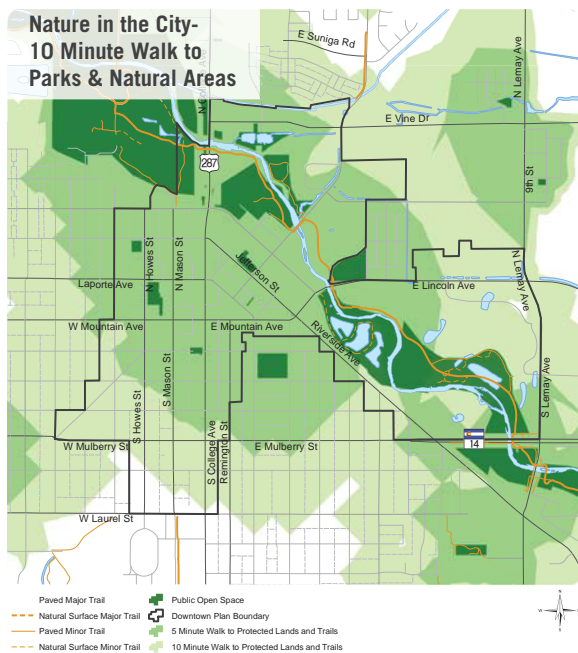 Nature in the City-
10 Minute Walk to
Parks & Natural Areas
E Suniga Rd
N Lemay Ave
E Vine Dr
287
9th St
N Howes St
N Mason St
Jefferson St
N Lemay Ave
Laporte Ave
E Lincoln Ave
W Mountain Ave
E Mountain Ave
Riverside Ave
S Mason St
S Howes St
S College Ave
Remington St
S Lemay Ave
W Mulberry St
E Mulberry St
14
W Laurel St
Paved Major Trail
Natural Surface Major Trail
Paved Minor Trail
Natural Surface Minor Trail
Public Open Space
Downtown Plan Boundary
5 Minute Walk to Protected Lands and Trails
10 Minute Walk to Protected Lands and Trails